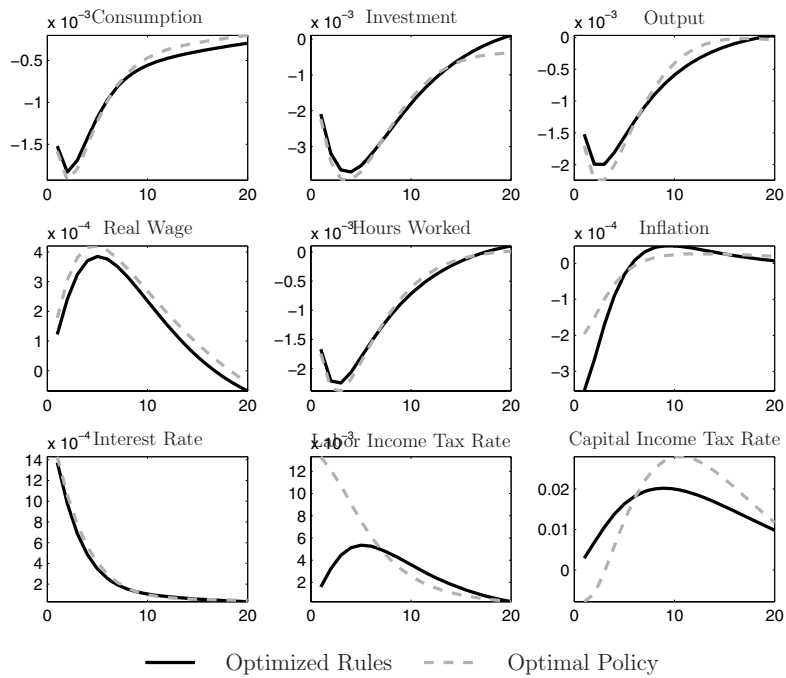 x 10⁻³ Consumption
x 10⁻³ Investment
x 10⁻³ Output
−0.5
−1
−1.5
0 10 20
0
−1
−2
−3
0 10 20
0
−0.5
−1
−1.5
−2
0 10 20
x 10⁻⁴ Real Wage
x 10⁻³ Hours Worked
x 10⁻⁴ Inflation
4
3
2
1
0
0 10 20
0
−0.5
−1
−1.5
−2
0 10 20
0
−1
−2
−3
0 10 20
x 10⁻⁴ Interest Rate
x 10⁻³ Labor Income Tax Rate
Capital Income Tax Rate
14
12
10
8
6
4
2
0 10 20
12
10
8
6
4
2
0 10 20
0.02
0.01
0
0 10 20
Optimized Rules
Optimal Policy